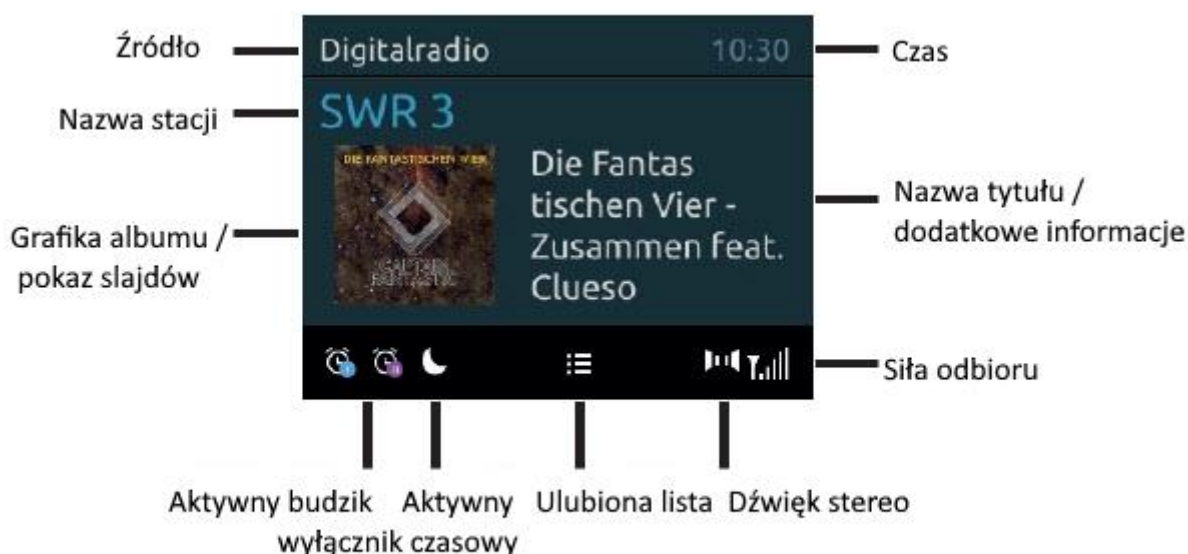 Źródło
Digitalradio
10:30
Czas
Nazwa stacji
SWR 3
DIE FANTASTISCHEN VIER
CAPTAIN
FANTASTIC
Grafika albumu /
pokaz slajdów
Die Fantas
tischen Vier -
Zusammen feat.
Clueso
Nazwa tytułu /
dodatkowe informacje
Siła odbioru
Aktywny budzik
Aktywny
wyłącznik czasowy
Ulubiona lista
Dźwięk stereo